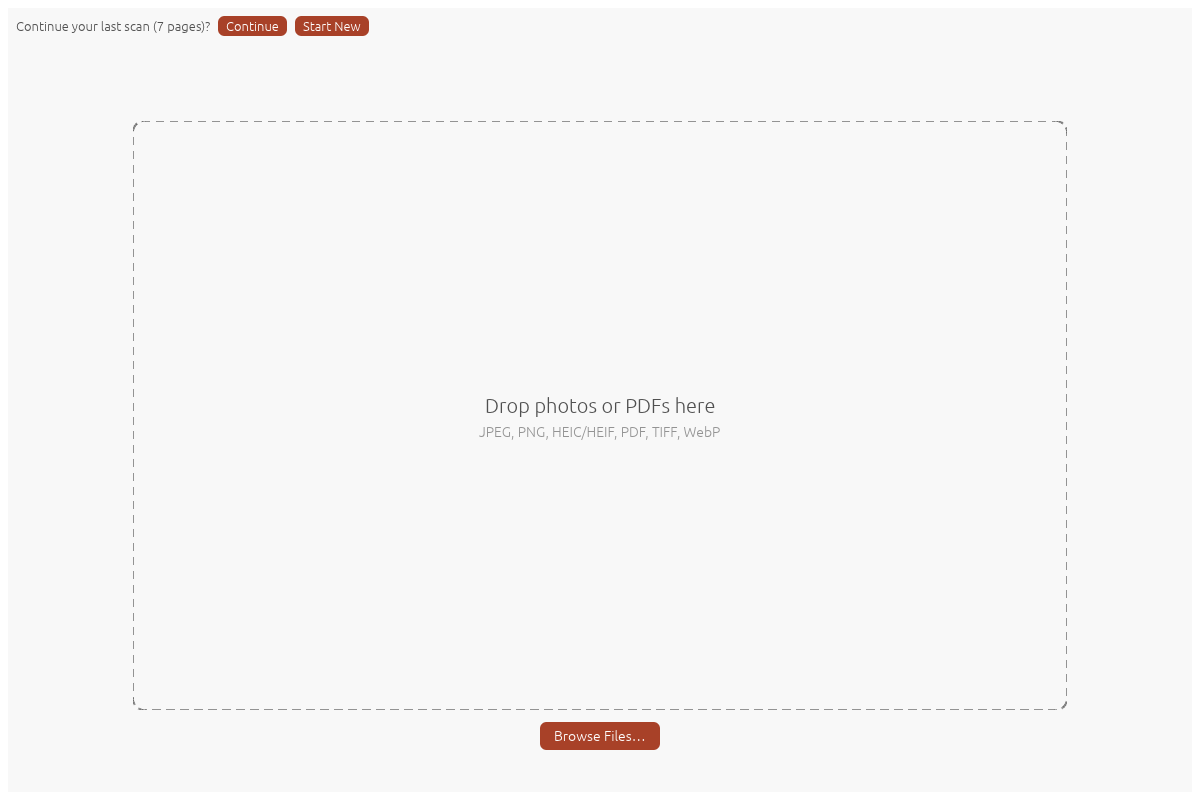 Continue your last scan (7 pages)? Continue Start New
Drop photos or PDFs here
JPEG, PNG, HEIC/HEIF, PDF, TIFF, WebP
Browse Files…